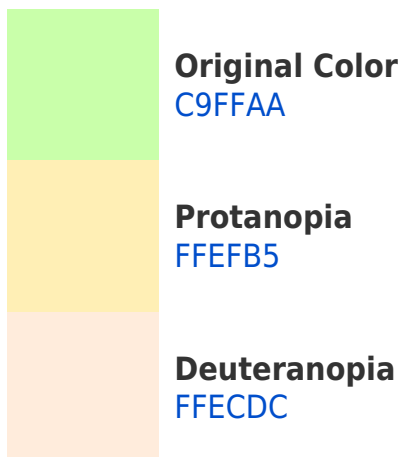 Original Color
C9FFAA
Protanopia
FFEFB5
Deuteranopia
FFECDC